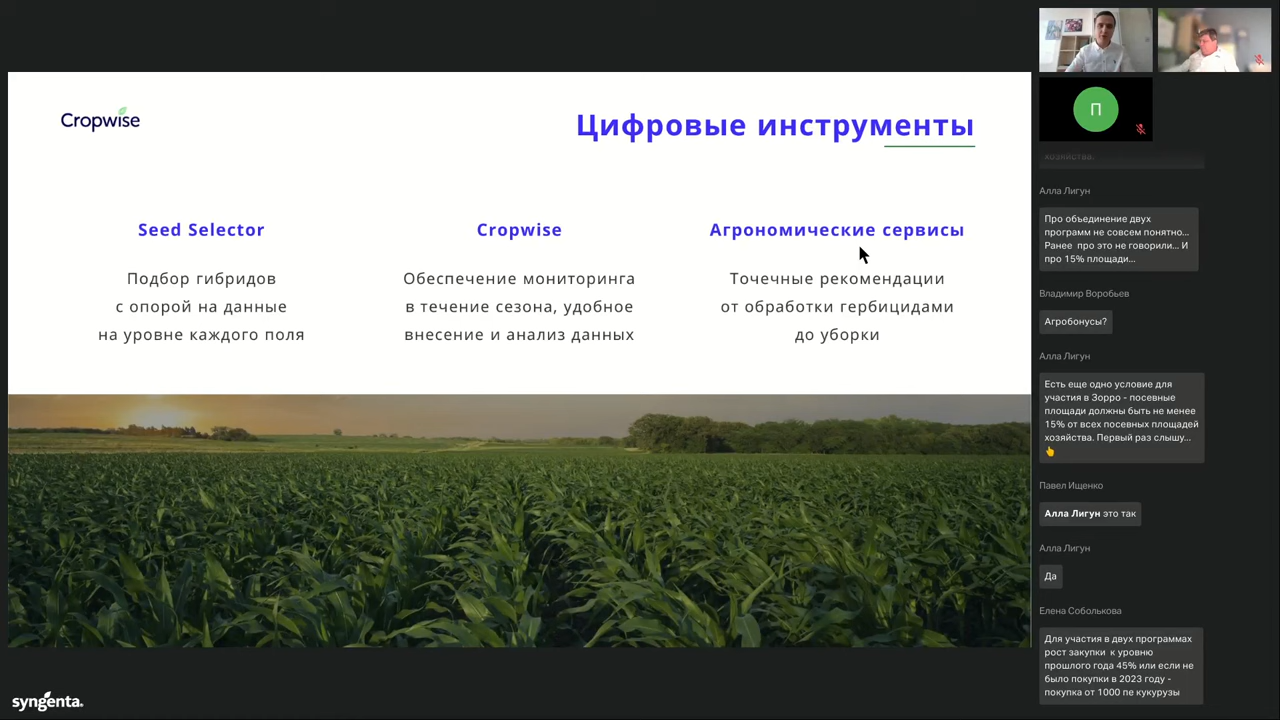 Cropwise
Цифровые инструменты
Seed Selector
Подбор гибридов
с опорой на данные
на уровне каждого поля
Cropwise
Обеспечение мониторинга
в течение сезона, удобное
внесение и анализ данных
Агрономические сервисы
Точечные рекомендации
от обработки гербицидами
до уборки
syngenta
П
хозяйства.
Алла Лигун
Про объединение двух
программ не совсем понятно...
Ранее про это не говорили... И
про 15% площади...
Владимир Воробьев
Агробонусы?
Алла Лигун
Есть еще одно условие для
участия в Зорро - посевные
площади должны быть не менее
15% от всех посевных площадей
хозяйства. Первый раз слышу...
👆
Павел Ищенко
Алла Лигун это так
Алла Лигун
Да
Елена Соболькова
Для участия в двух программах
рост закупки к уровню
прошлого года 45% или если не
было покупки в 2023 году -
покупка от 1000 пе кукурузы